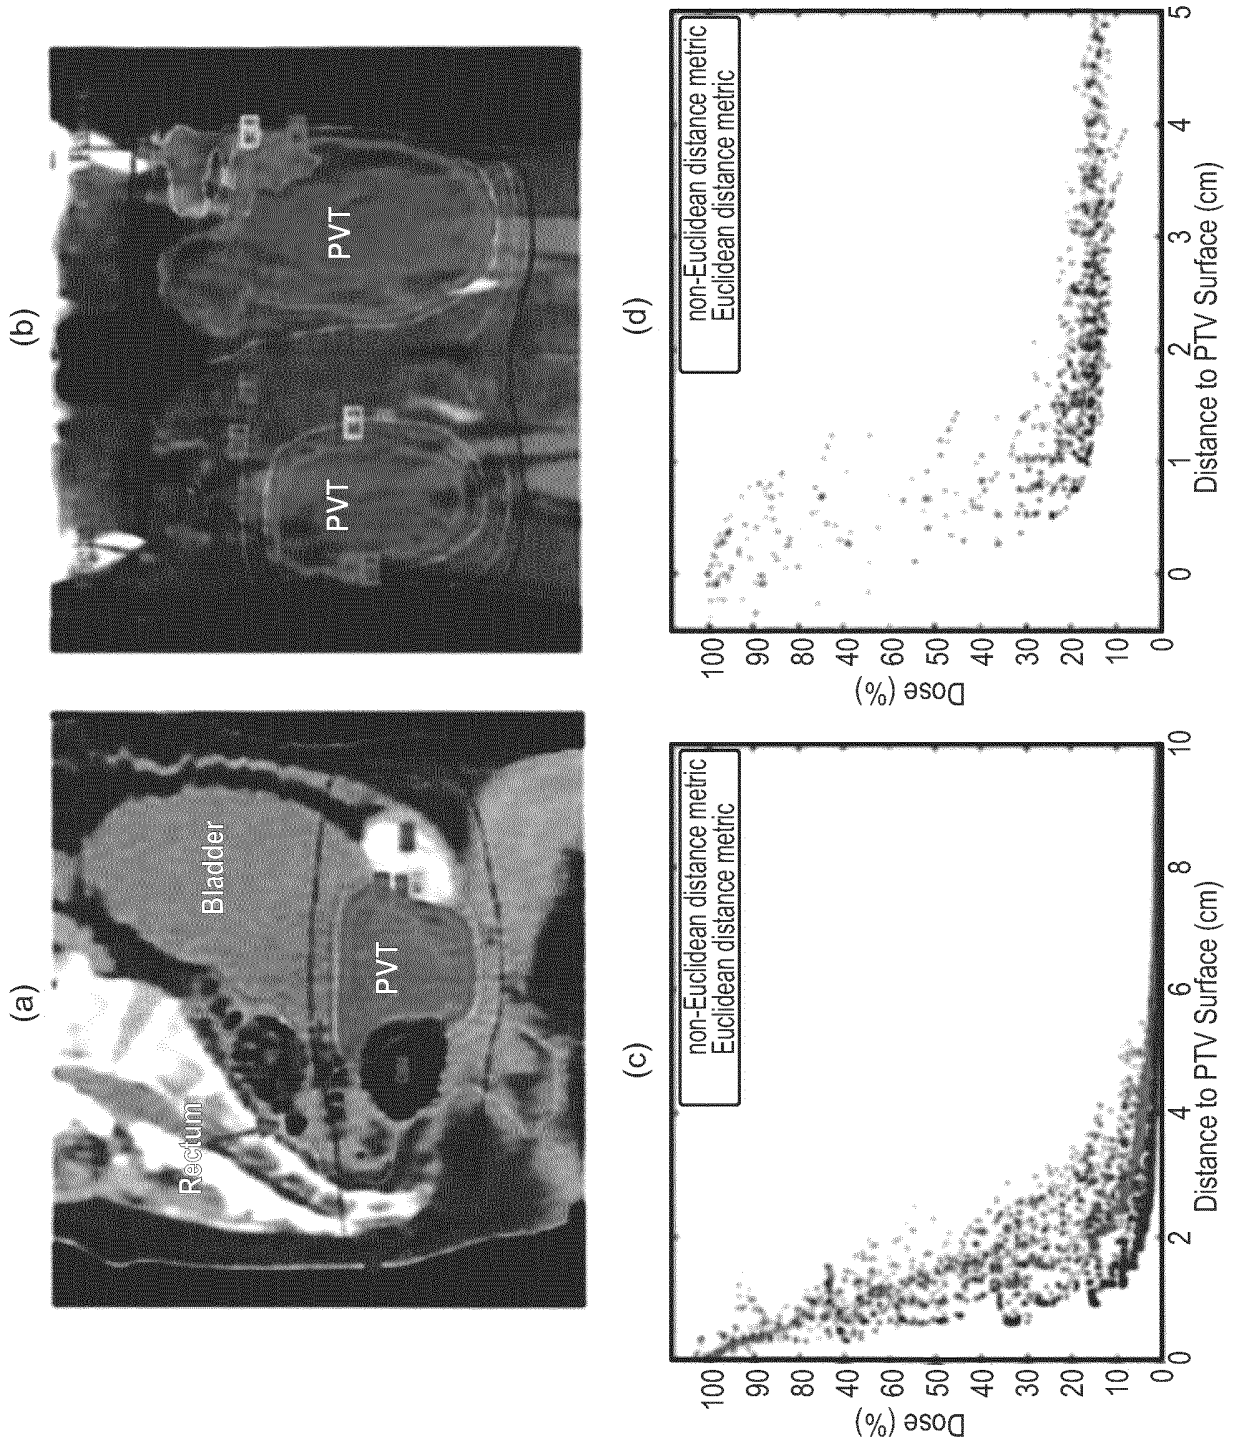 (a)
Rectum
Bladder
PVT
(b)
PVT
PVT
(c)
non-Euclidean distance metric
Euclidean distance metric
Dose (%)
100
90
80
40
60
50
40
30
20
10
0
0 2 4 6 8 10
Distance to PTV Surface (cm)
(d)
non-Euclidean distance metric
Euclidean distance metric
Dose (%)
100
90
80
40
60
50
40
30
20
10
0
0 1 2 3 4 5
Distance to PTV Surface (cm)